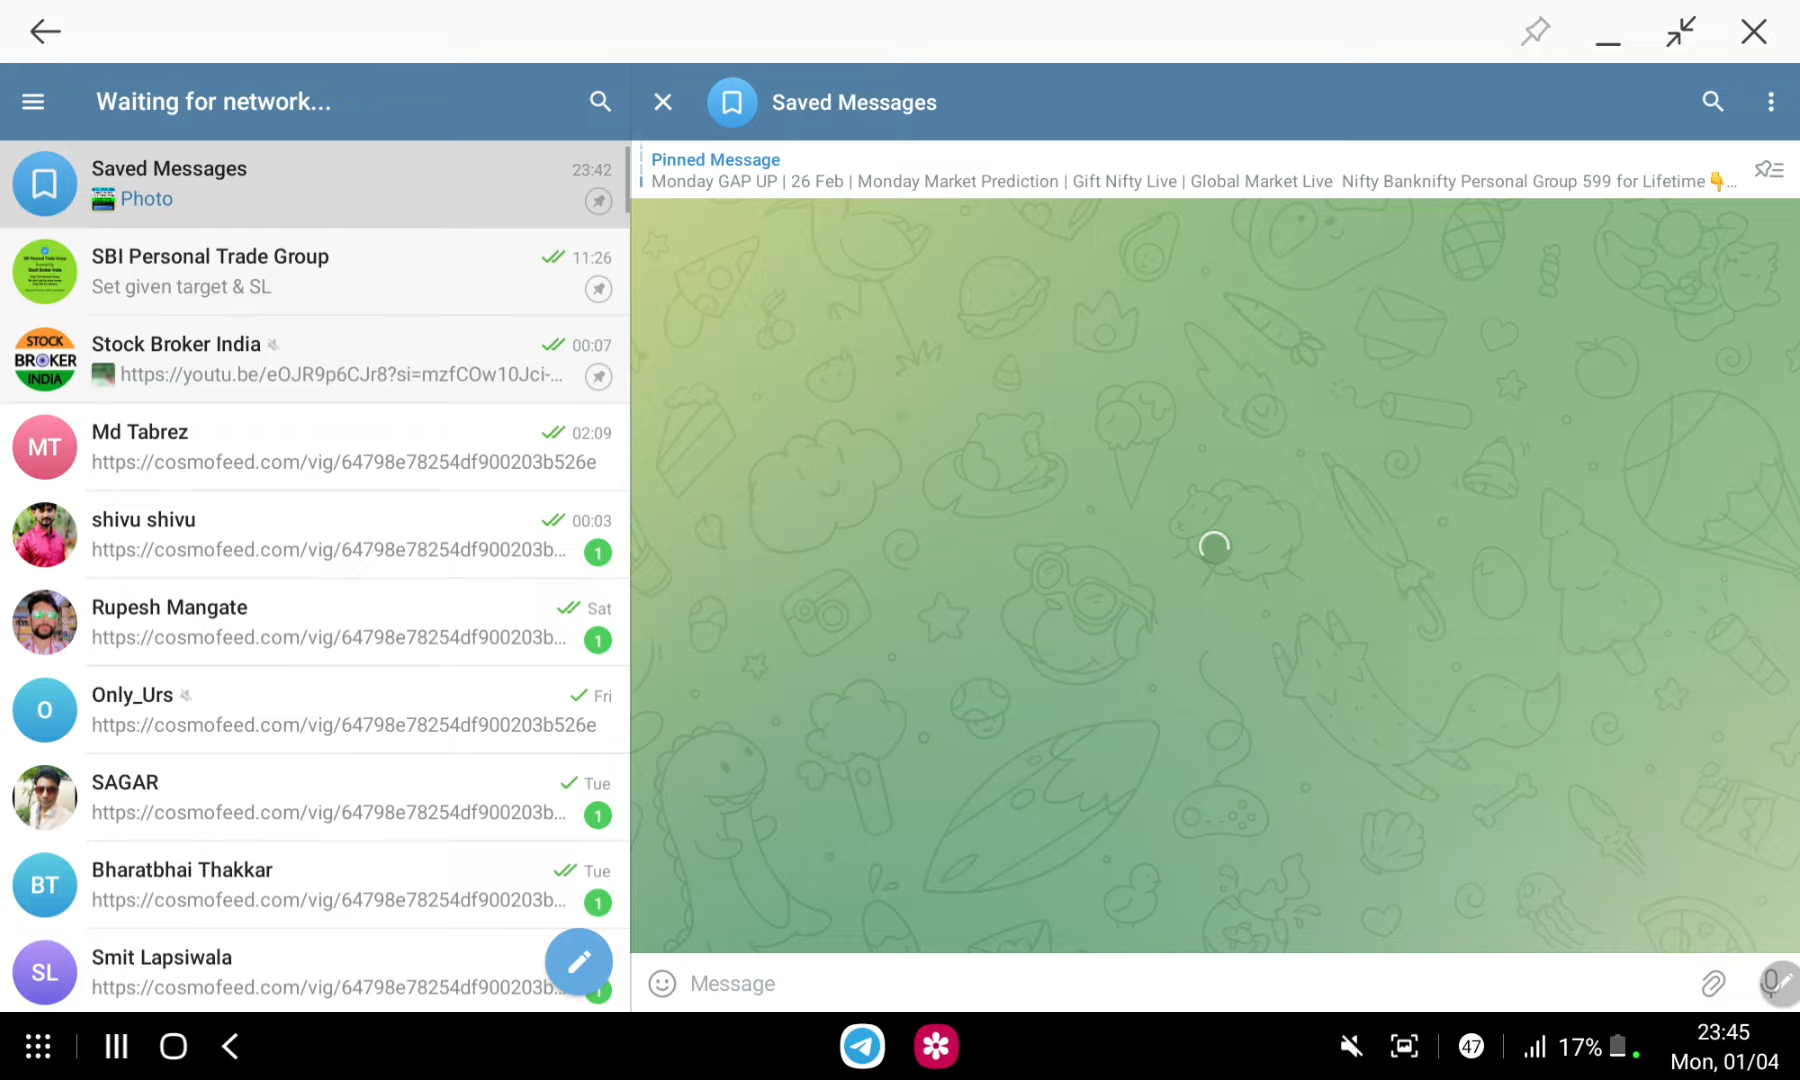 Waiting for network...
Saved Messages
23:42
Photo
SBI Personal Trade Group
11:26
Set given target & SL
STOCK
BROKER
INDIA
Stock Broker India
00:07
https://youtu.be/eOJR9p6CJr8?si=mzfCOw10Jci-...
MT
Md Tabrez
02:09
https://cosmofeed.com/vig/64798e78254df900203b526e
shivu shivu
00:03
https://cosmofeed.com/vig/64798e78254df900203b...
1
Rupesh Mangate
Sat
https://cosmofeed.com/vig/64798e78254df900203b...
1
O
Only_Urs
Fri
https://cosmofeed.com/vig/64798e78254df900203b526e
SAGAR
Tue
https://cosmofeed.com/vig/64798e78254df900203b...
1
BT
Bharatbhai Thakkar
Tue
https://cosmofeed.com/vig/64798e78254df900203b...
1
SL
Smit Lapsiwala
https://cosmofeed.com/vig/64798e78254df900203b...
1
Saved Messages
Pinned Message
Monday GAP UP | 26 Feb | Monday Market Prediction | Gift Nifty Live | Global Market Live Nifty Banknifty Personal Group 599 for Lifetime 👇...
Message
47
17%
23:45
Mon, 01/04